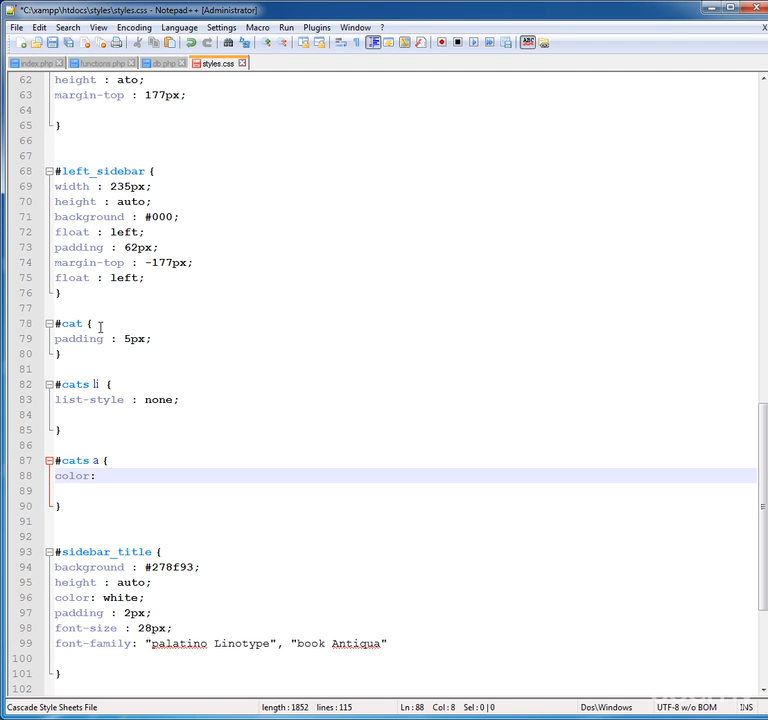 *C:\xampp\htdocs\styles\styles.css - Notepad++ [Administrator]
File Edit Search View Encoding Language Settings Macro Run Plugins Window ? X
index.php functions.php db.php styles.css
62 height : ato;
63 margin-top : 177px;
64
65 }
66
67
68 #left_sidebar {
69 width : 235px;
70 height : auto;
71 background : #000;
72 float : left;
73 padding : 62px;
74 margin-top : -177px;
75 float : left;
76 }
77
78 #cat {
79 padding : 5px;
80 }
81
82 #cats li {
83 list-style : none;
84
85 }
86
87 #cats a {
88 color:
89
90 }
91
92
93 #sidebar_title {
94 background : #278f93;
95 height : auto;
96 color: white;
97 padding : 2px;
98 font-size : 28px;
99 font-family: "palatino Linotype", "book Antiqua"
100
101 }
102
Cascade Style Sheets File length : 1852 lines : 115 Ln : 88 Col : 8 Sel : 0 | 0 Dos\Windows UTF-8 w/o BOM INS